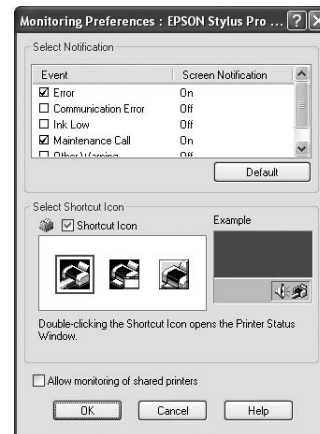 Monitoring Preferences : EPSON Stylus Pro ...
Select Notification
Event Screen Notification
Error On
Communication Error Off
Ink Low Off
Maintenance Call On
Other Warning Off
Default
Select Shortcut Icon
Shortcut Icon
Example
Double-clicking the Shortcut Icon opens the Printer Status
Window.
Allow monitoring of shared printers
OK Cancel Help